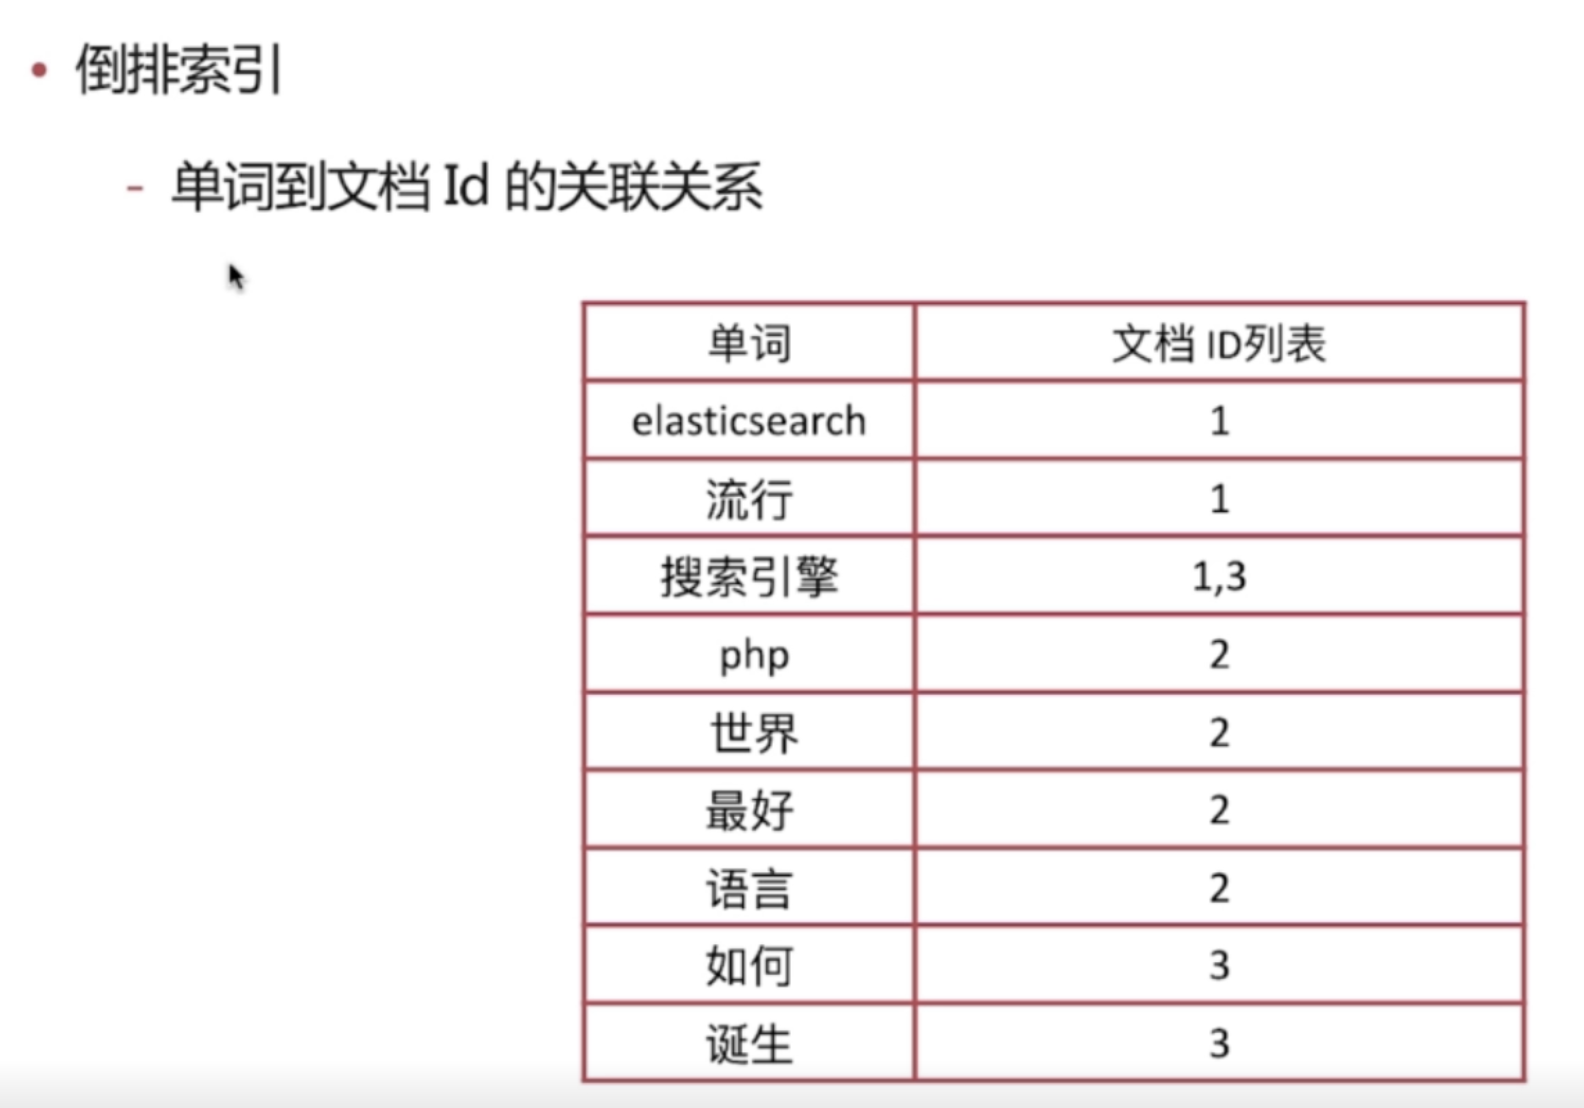 • 倒排索引
- 单词到文档 Id 的关联关系
单词 文档 ID列表
elasticsearch 1
流行 1
搜索引擎 1,3
php 2
世界 2
最好 2
语言 2
如何 3
诞生 3